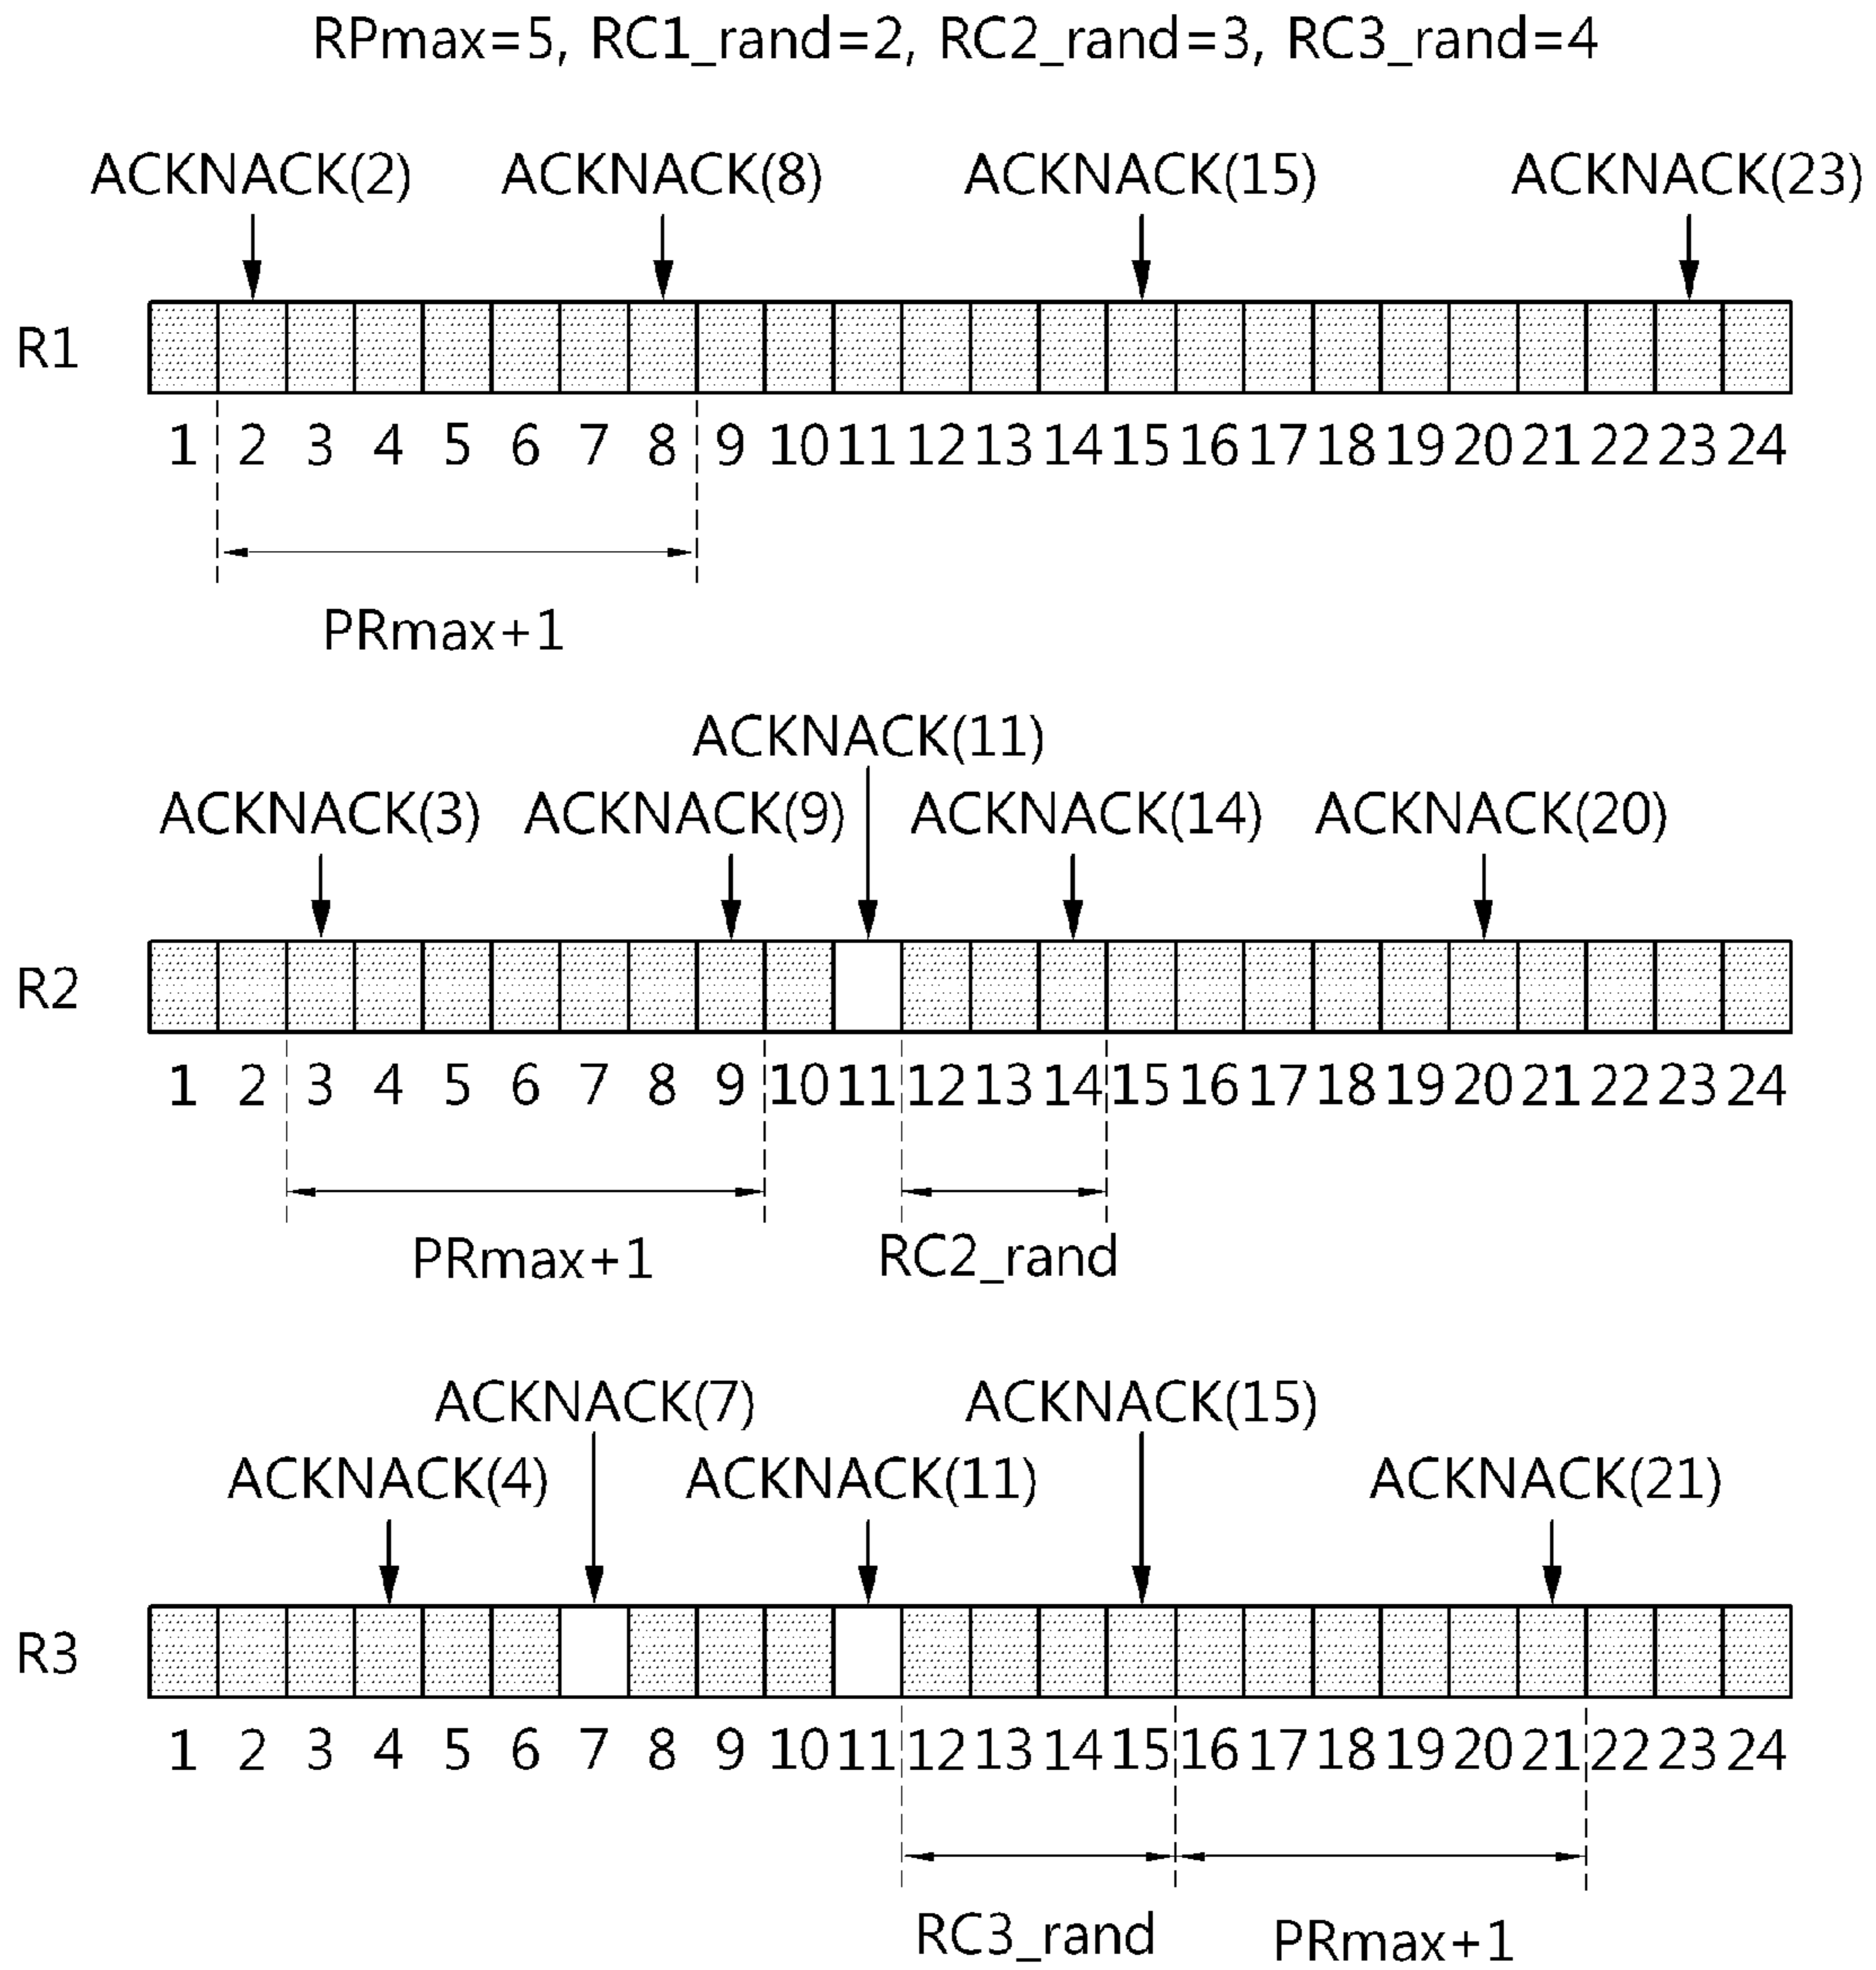 RPmax=5, RC1_rand=2, RC2_rand=3, RC3_rand=4
ACKNACK(2) ACKNACK(8) ACKNACK(15) ACKNACK(23)
R1
1 2 3 4 5 6 7 8 9 10 11 12 13 14 15 16 17 18 19 20 21 22 23 24
PRmax+1
ACKNACK(11)
ACKNACK(3) ACKNACK(9) ACKNACK(14) ACKNACK(20)
R2
1 2 3 4 5 6 7 8 9 10 11 12 13 14 15 16 17 18 19 20 21 22 23 24
PRmax+1 RC2_rand
ACKNACK(7) ACKNACK(15)
ACKNACK(4) ACKNACK(11) ACKNACK(21)
R3
1 2 3 4 5 6 7 8 9 10 11 12 13 14 15 16 17 18 19 20 21 22 23 24
RC3_rand PRmax+1